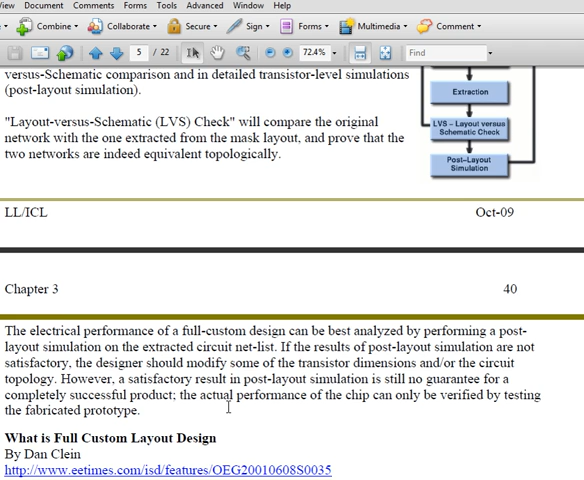 View Document Comments Forms Tools Advanced Window Help
Combine Collaborate Secure Sign Forms Multimedia Comment
5 / 22 72.4% Find
versus-Schematic comparison and in detailed transistor-level simulations
(post-layout simulation).
"Layout-versus-Schematic (LVS) Check" will compare the original
network with the one extracted from the mask layout, and prove that the
two networks are indeed equivalent topologically.
Extraction
LVS – Layout versus
Schematic Check
Post–Layout
Simulation
LL/ICL Oct-09
Chapter 3 40
The electrical performance of a full-custom design can be best analyzed by performing a post-
layout simulation on the extracted circuit net-list. If the results of post-layout simulation are not
satisfactory, the designer should modify some of the transistor dimensions and/or the circuit
topology. However, a satisfactory result in post-layout simulation is still no guarantee for a
completely successful product; the actual performance of the chip can only be verified by testing
the fabricated prototype.
What is Full Custom Layout Design
By Dan Clein
http://www.eetimes.com/isd/features/OEG20010608S0035